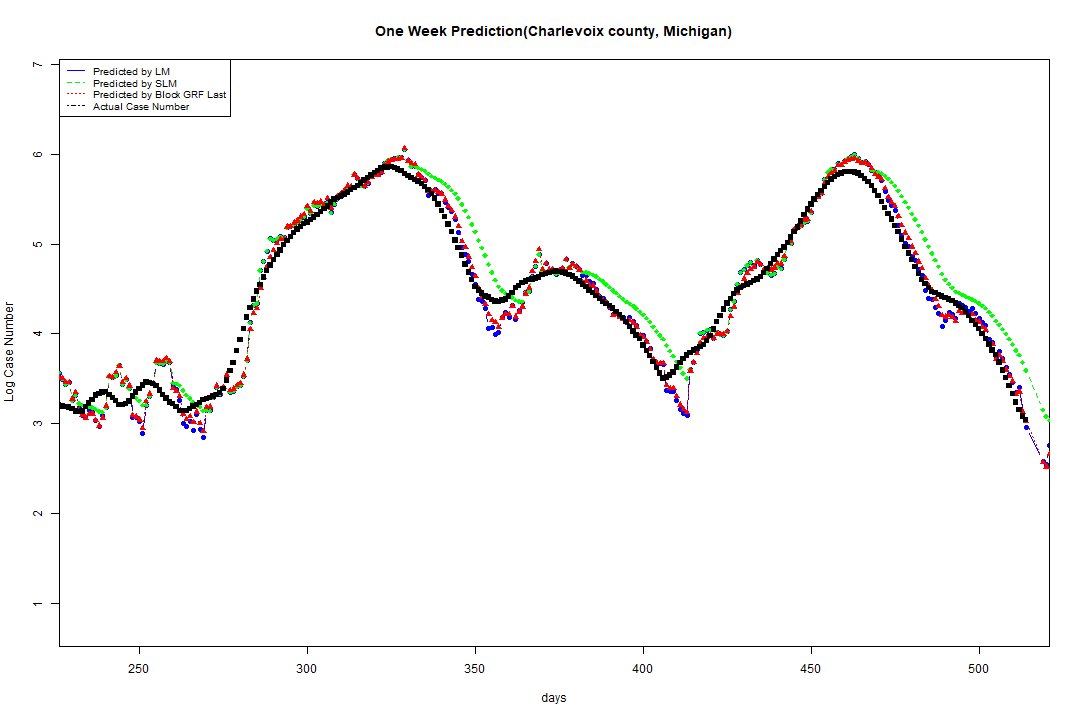 One Week Prediction(Charlevoix county, Michigan)
Predicted by LM
Predicted by SLM
Predicted by Block GRF Last
Actual Case Number
7
6
5
4
3
2
1
Log Case Number
250 300 350 400 450 500
days